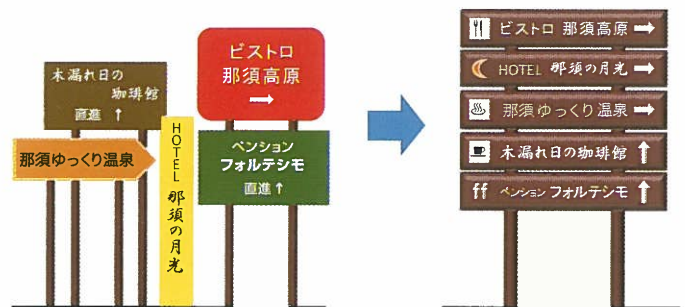 木漏れ日の
珈琲館
直進 ↑
那須ゆっくり温泉
HOTEL 那須の月光
ビストロ
那須高原
→
ペンション
フォルテシモ
直進↑
ビストロ 那須高原 →
HOTEL 那須の月光 →
那須ゆっくり温泉 →
木漏れ日の珈琲館 ↑
ff ペンション フォルテシモ ↑